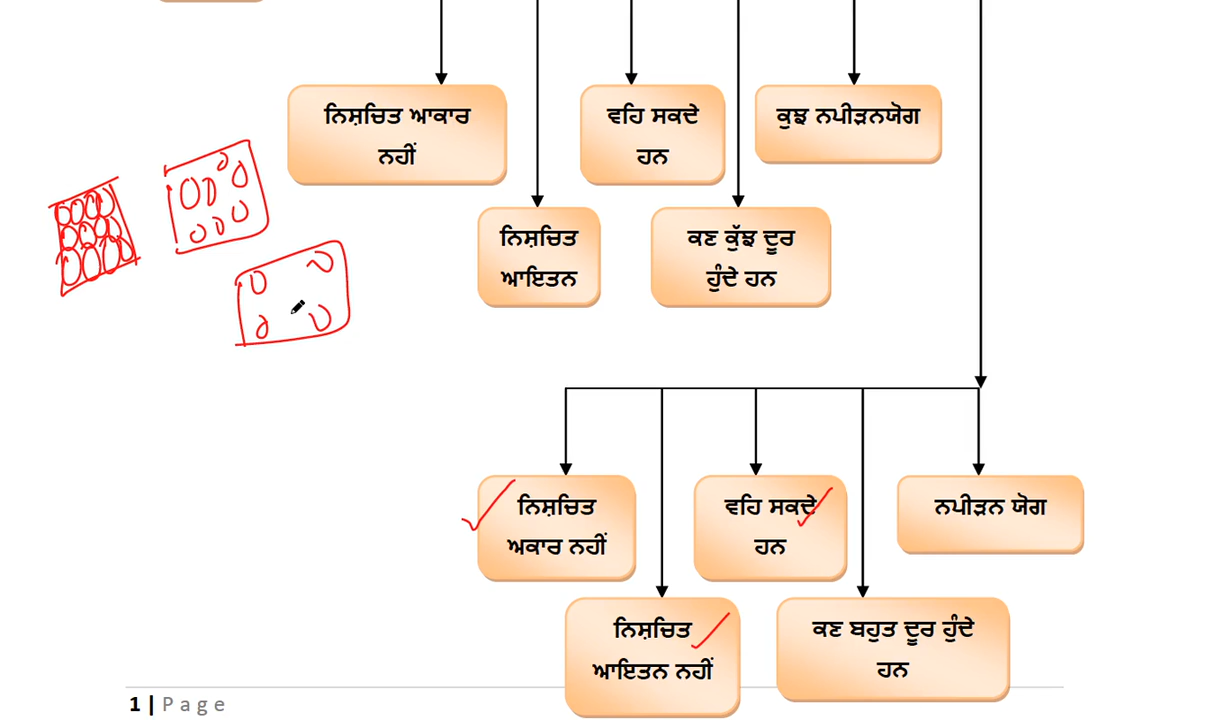 ਨਿਸ਼ਚਿਤ ਆਕਾਰ
ਨਹੀਂ
ਵਹਿ ਸਕਦੇ
ਹਨ
ਕੁਝ ਨਪੀੜਨਯੋਗ
ਨਿਸ਼ਚਿਤ
ਆਇਤਨ
ਕਣ ਕੁੱਝ ਦੂਰ
ਹੁੰਦੇ ਹਨ
ਨਿਸ਼ਚਿਤ
ਅਕਾਰ ਨਹੀਂ
ਵਹਿ ਸਕਦੇ
ਹਨ
ਨਪੀੜਨ ਯੋਗ
ਨਿਸ਼ਚਿਤ
ਆਇਤਨ ਨਹੀਂ
ਕਣ ਬਹੁਤ ਦੂਰ ਹੁੰਦੇ
ਹਨ
1 | Page